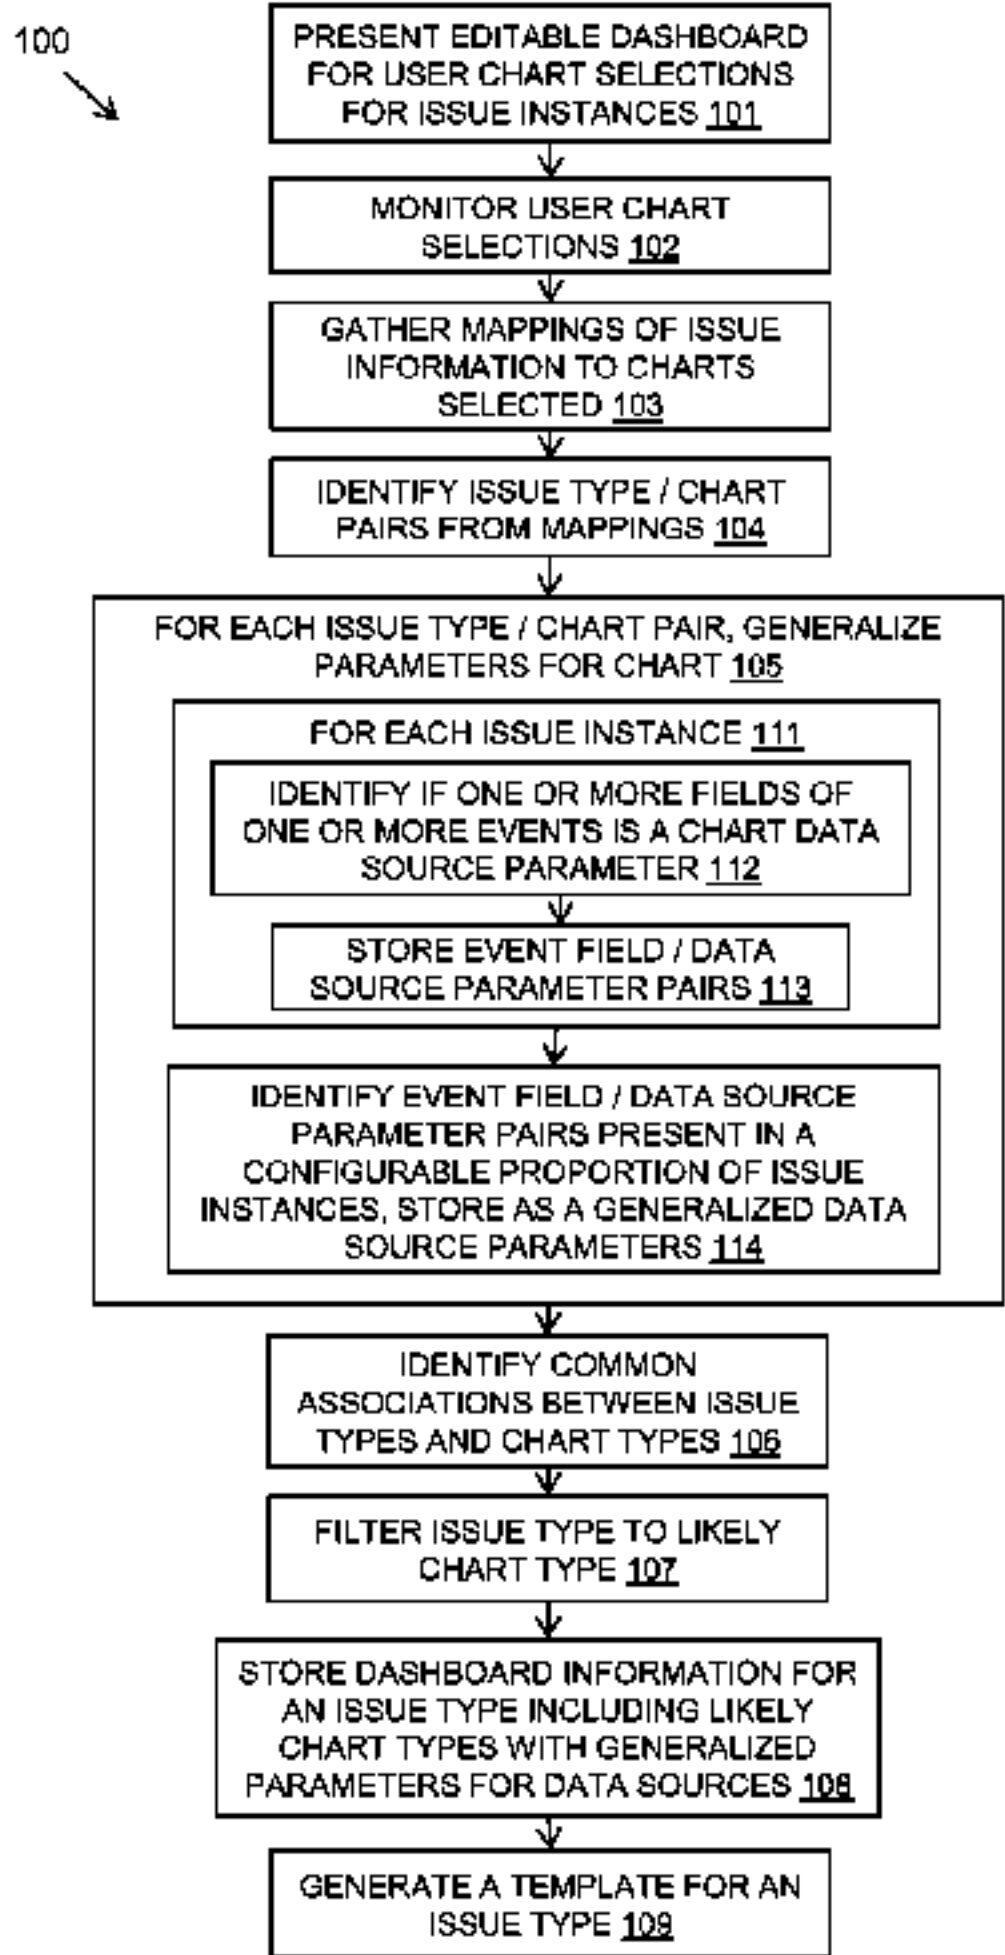 100
PRESENT EDITABLE DASHBOARD
FOR USER CHART SELECTIONS
FOR ISSUE INSTANCES 101
MONITOR USER CHART
SELECTIONS 102
GATHER MAPPINGS OF ISSUE
INFORMATION TO CHARTS
SELECTED 103
IDENTIFY ISSUE TYPE / CHART
PAIRS FROM MAPPINGS 104
FOR EACH ISSUE TYPE / CHART PAIR, GENERALIZE
PARAMETERS FOR CHART 105
FOR EACH ISSUE INSTANCE 111
IDENTIFY IF ONE OR MORE FIELDS OF
ONE OR MORE EVENTS IS A CHART DATA
SOURCE PARAMETER 112
STORE EVENT FIELD / DATA
SOURCE PARAMETER PAIRS 113
IDENTIFY EVENT FIELD / DATA SOURCE
PARAMETER PAIRS PRESENT IN A
CONFIGURABLE PROPORTION OF ISSUE
INSTANCES, STORE AS A GENERALIZED DATA
SOURCE PARAMETERS 114
IDENTIFY COMMON
ASSOCIATIONS BETWEEN ISSUE
TYPES AND CHART TYPES 106
FILTER ISSUE TYPE TO LIKELY
CHART TYPE 107
STORE DASHBOARD INFORMATION FOR
AN ISSUE TYPE INCLUDING LIKELY
CHART TYPES WITH GENERALIZED
PARAMETERS FOR DATA SOURCES 108
GENERATE A TEMPLATE FOR AN
ISSUE TYPE 109